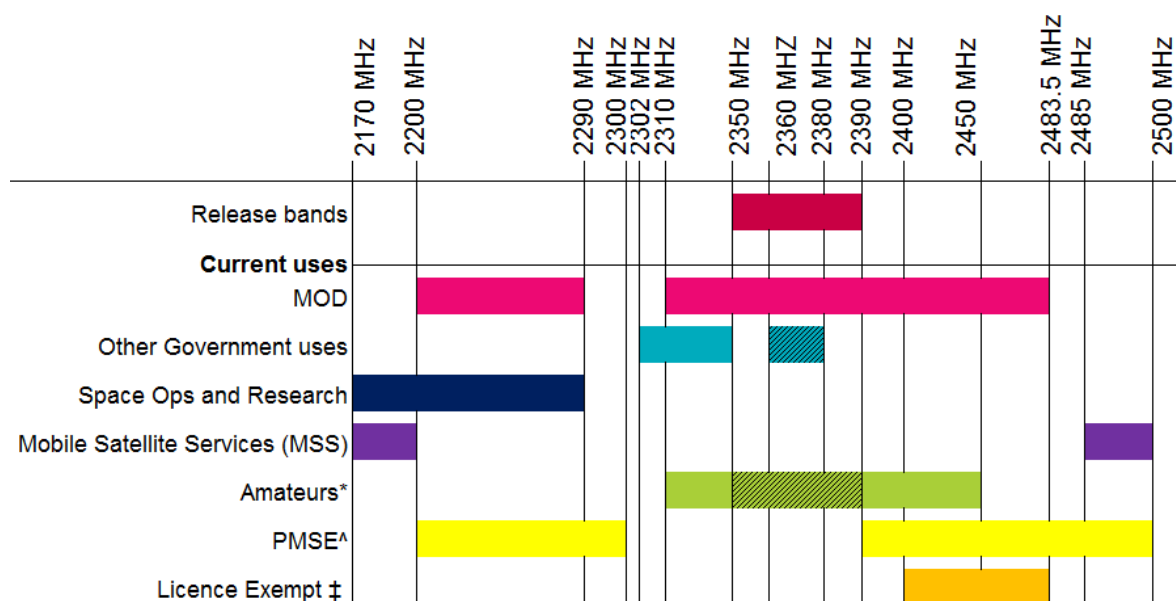 2170 MHz
2200 MHz
2290 MHz
2300 MHz
2302 MHz
2310 MHz
2350 MHz
2360 MHZ
2380 MHz
2390 MHz
2400 MHz
2450 MHz
2483.5 MHz
2485 MHz
2500 MHz
Release bands
Current uses
MOD
Other Government uses
Space Ops and Research
Mobile Satellite Services (MSS)
Amateurs*
PMSE^
Licence Exempt ‡